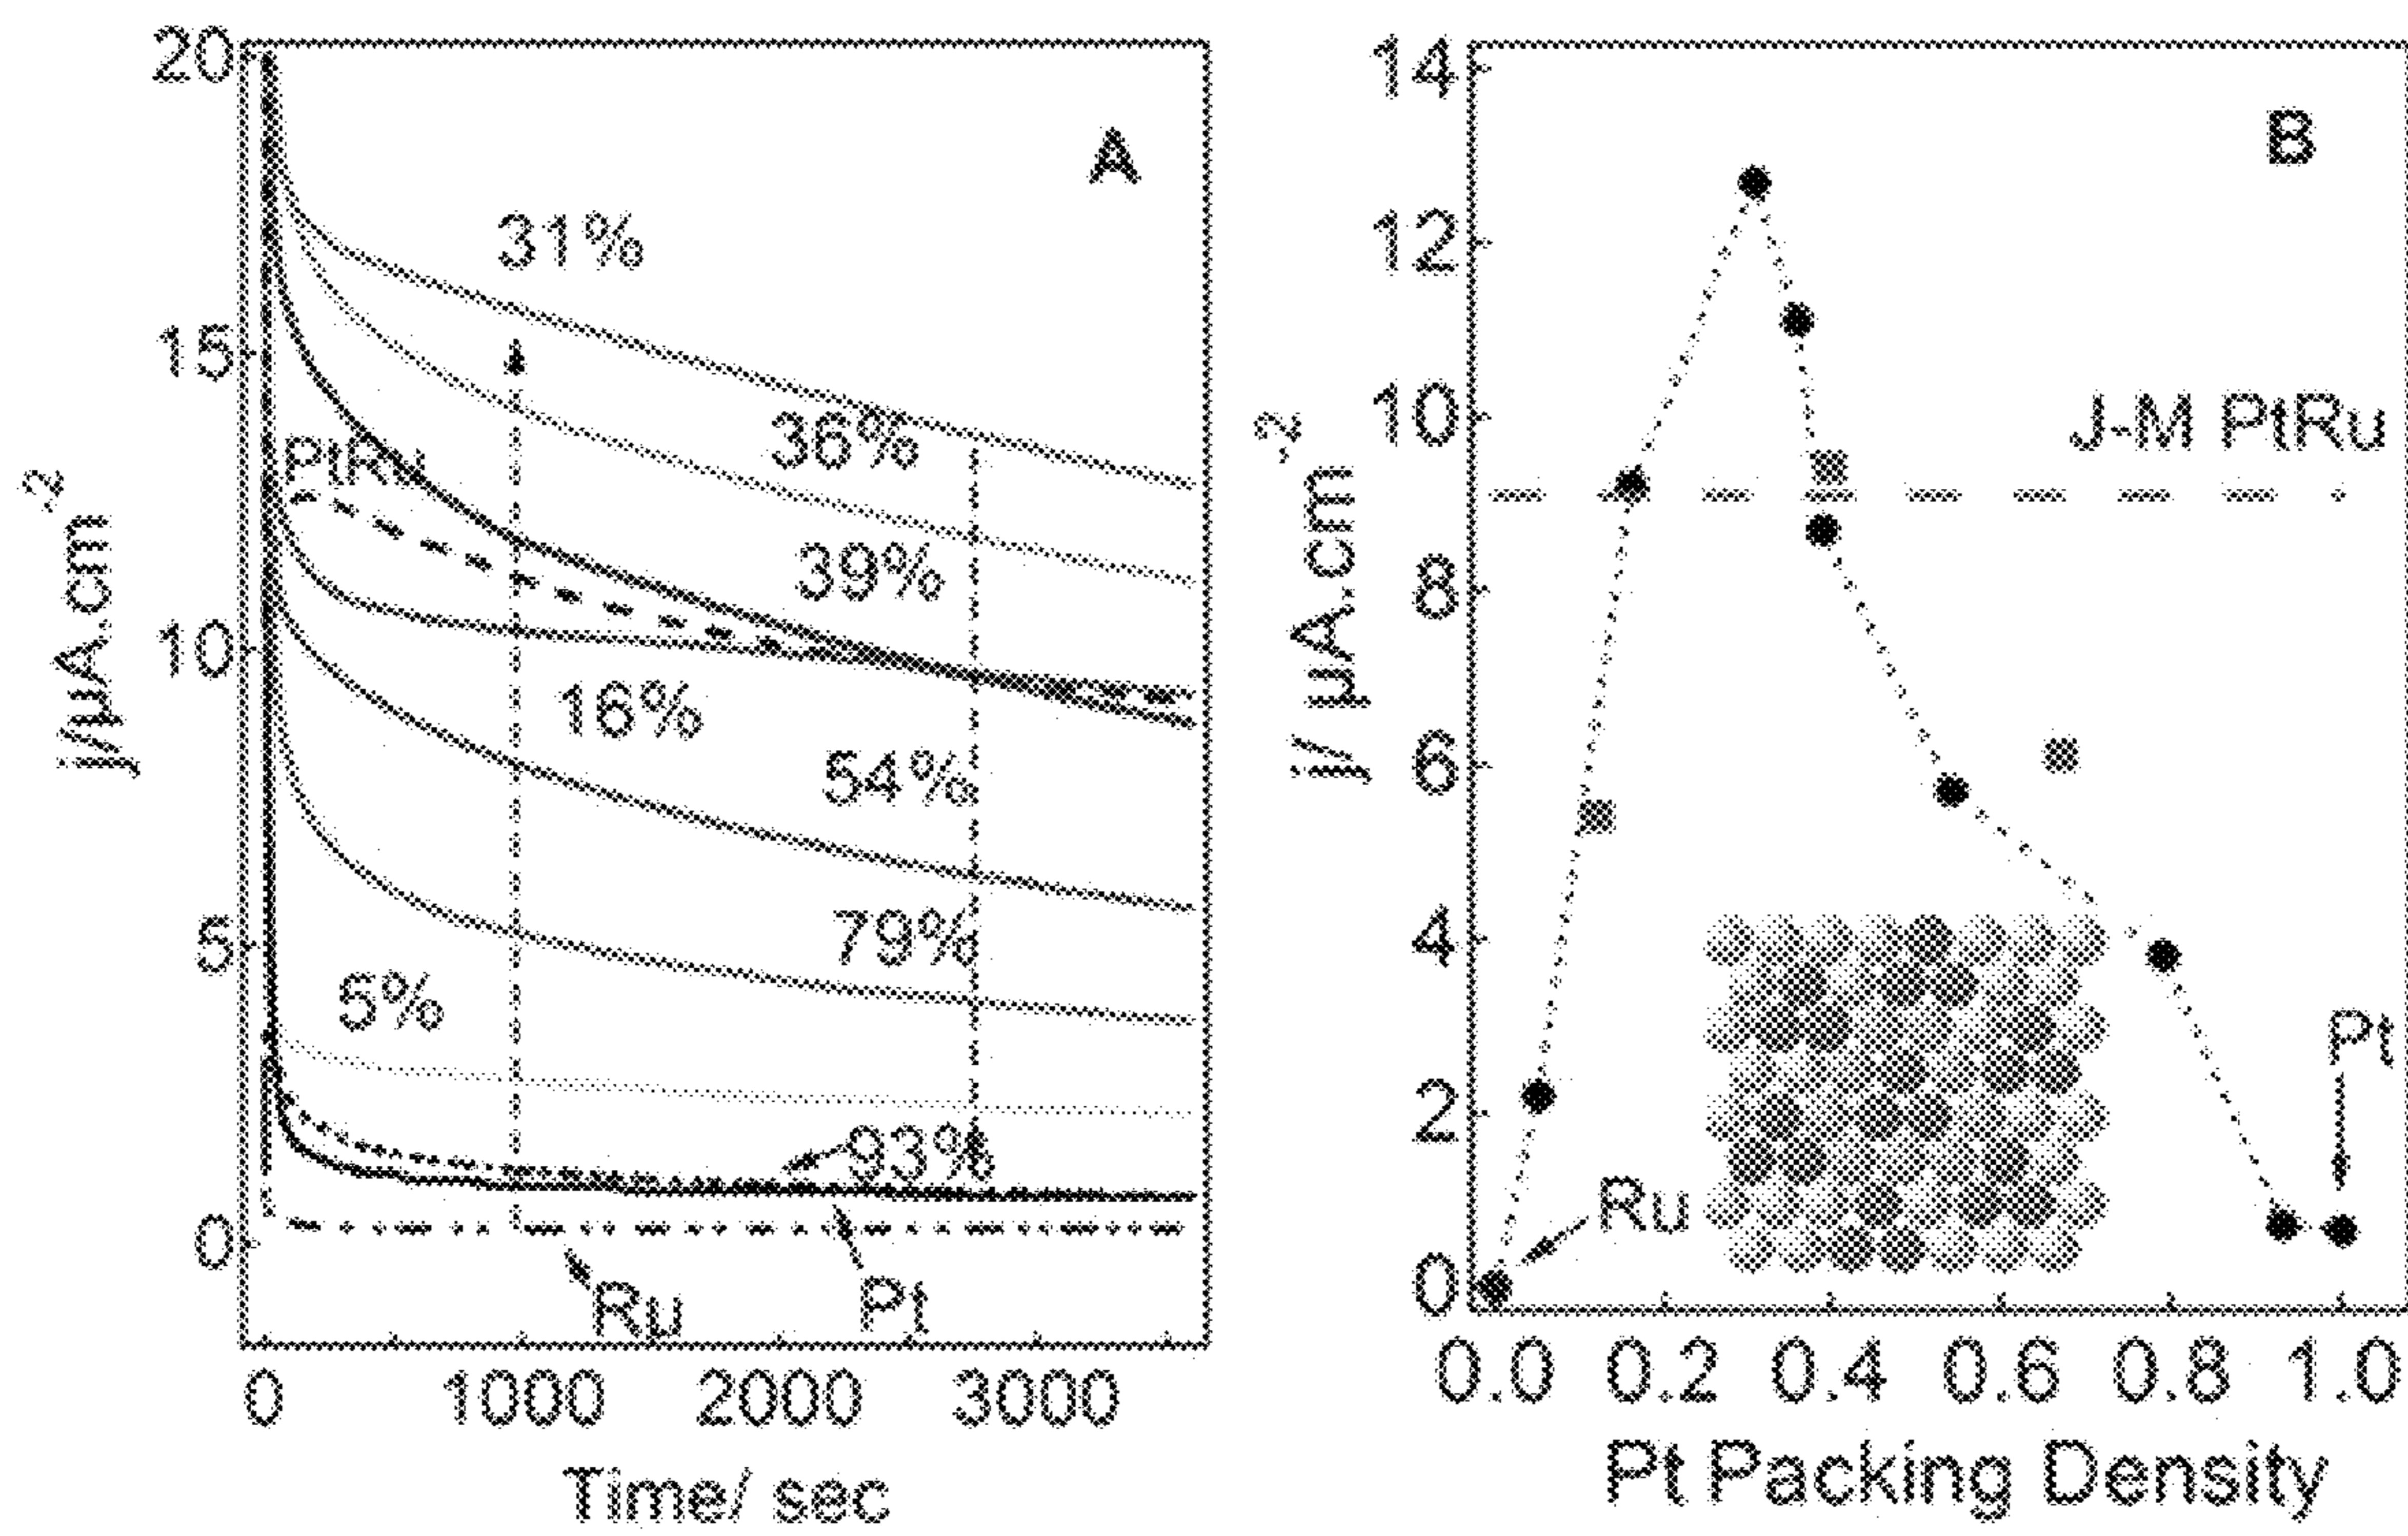 A
20
15
10
5
0
j/µA.cm-2
31%
36%
PtRu
39%
16%
54%
79%
5%
93%
Ru
Pt
0 1000 2000 3000
Time/ sec
B
14
12
10
8
6
4
2
0
j/ µA.cm-2
J-M PtRu
Pt
Ru
0.0 0.2 0.4 0.6 0.8 1.0
Pt Packing Density